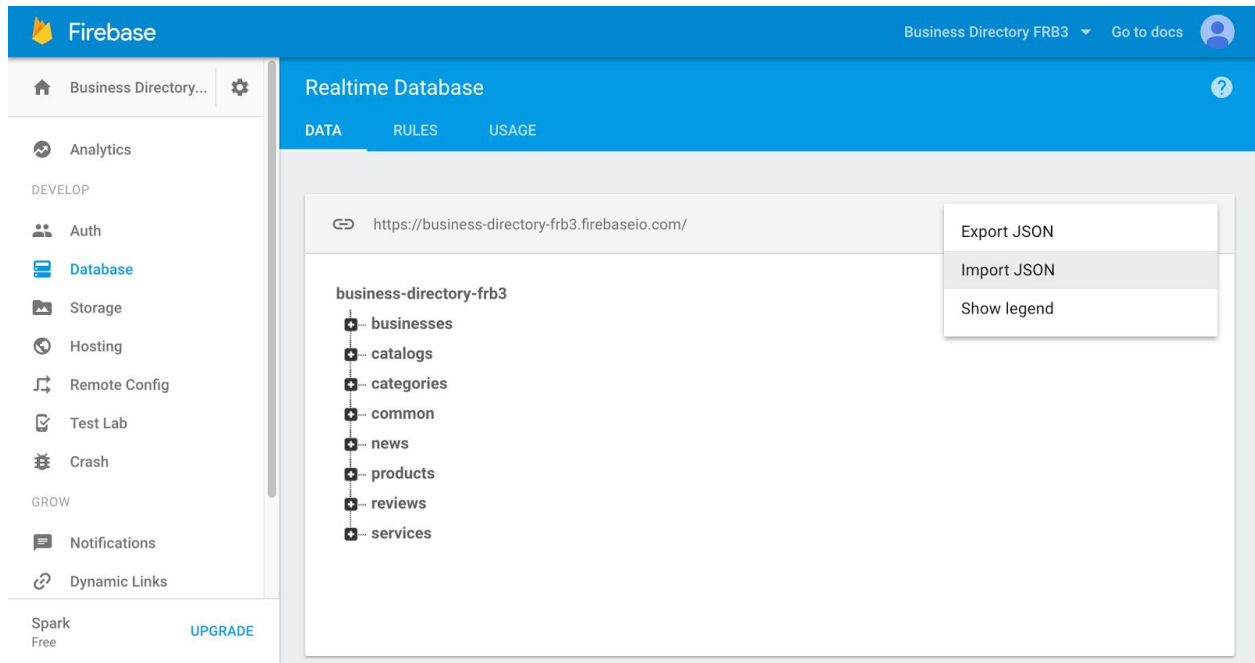 Firebase
Business Directory FRB3
Go to docs
Business Directory...
Analytics
DEVELOP
Auth
Database
Storage
Hosting
Remote Config
Test Lab
Crash
GROW
Notifications
Dynamic Links
Spark
Free
UPGRADE
Realtime Database
?
DATA RULES USAGE
https://business-directory-frb3.firebaseio.com/
Export JSON
Import JSON
Show legend
business-directory-frb3
businesses
catalogs
categories
common
news
products
reviews
services